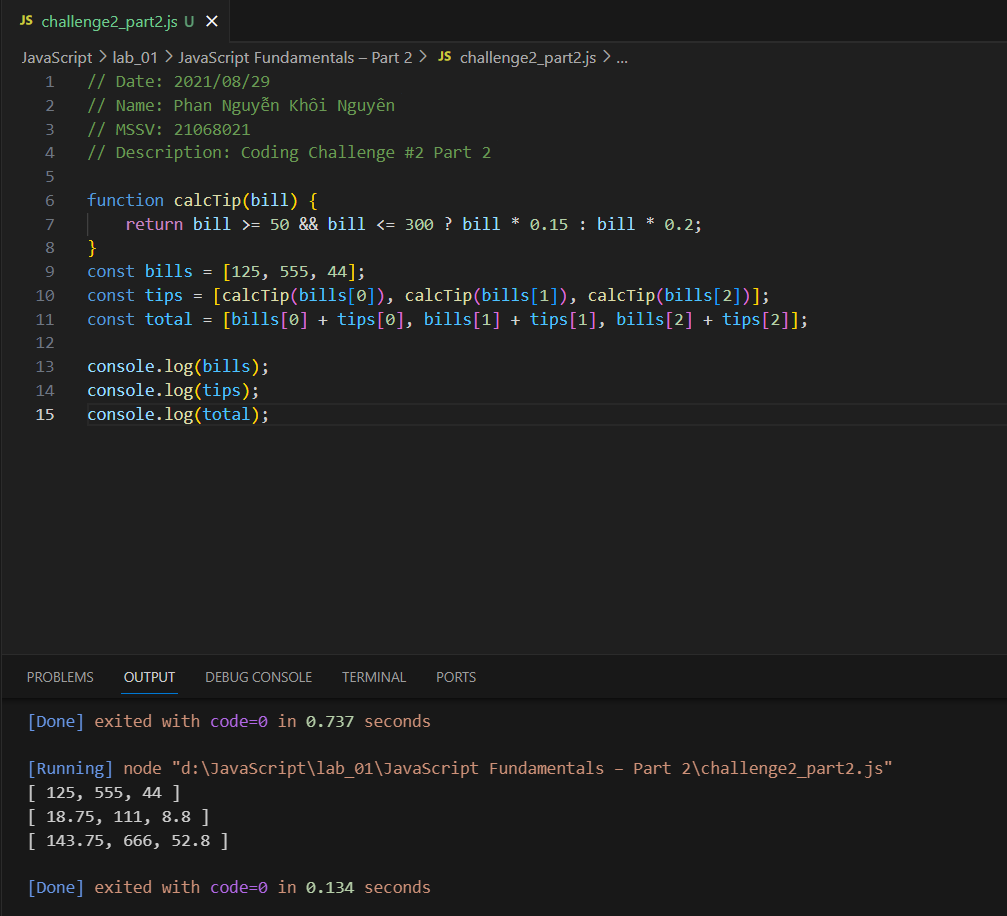 JS challenge2_part2.js U ×
JavaScript > lab_01 > JavaScript Fundamentals – Part 2 > JS challenge2_part2.js > ...
1 // Date: 2021/08/29
2 // Name: Phan Nguyễn Khôi Nguyên
3 // MSSV: 21068021
4 // Description: Coding Challenge #2 Part 2
5
6 function calcTip(bill) {
7     return bill >= 50 && bill <= 300 ? bill * 0.15 : bill * 0.2;
8 }
9 const bills = [125, 555, 44];
10 const tips = [calcTip(bills[0]), calcTip(bills[1]), calcTip(bills[2])];
11 const total = [bills[0] + tips[0], bills[1] + tips[1], bills[2] + tips[2]];
12
13 console.log(bills);
14 console.log(tips);
15 console.log(total);
PROBLEMS OUTPUT DEBUG CONSOLE TERMINAL PORTS
[Done] exited with code=0 in 0.737 seconds
[Running] node "d:\JavaScript\lab_01\JavaScript Fundamentals – Part 2\challenge2_part2.js"
[ 125, 555, 44 ]
[ 18.75, 111, 8.8 ]
[ 143.75, 666, 52.8 ]
[Done] exited with code=0 in 0.134 seconds